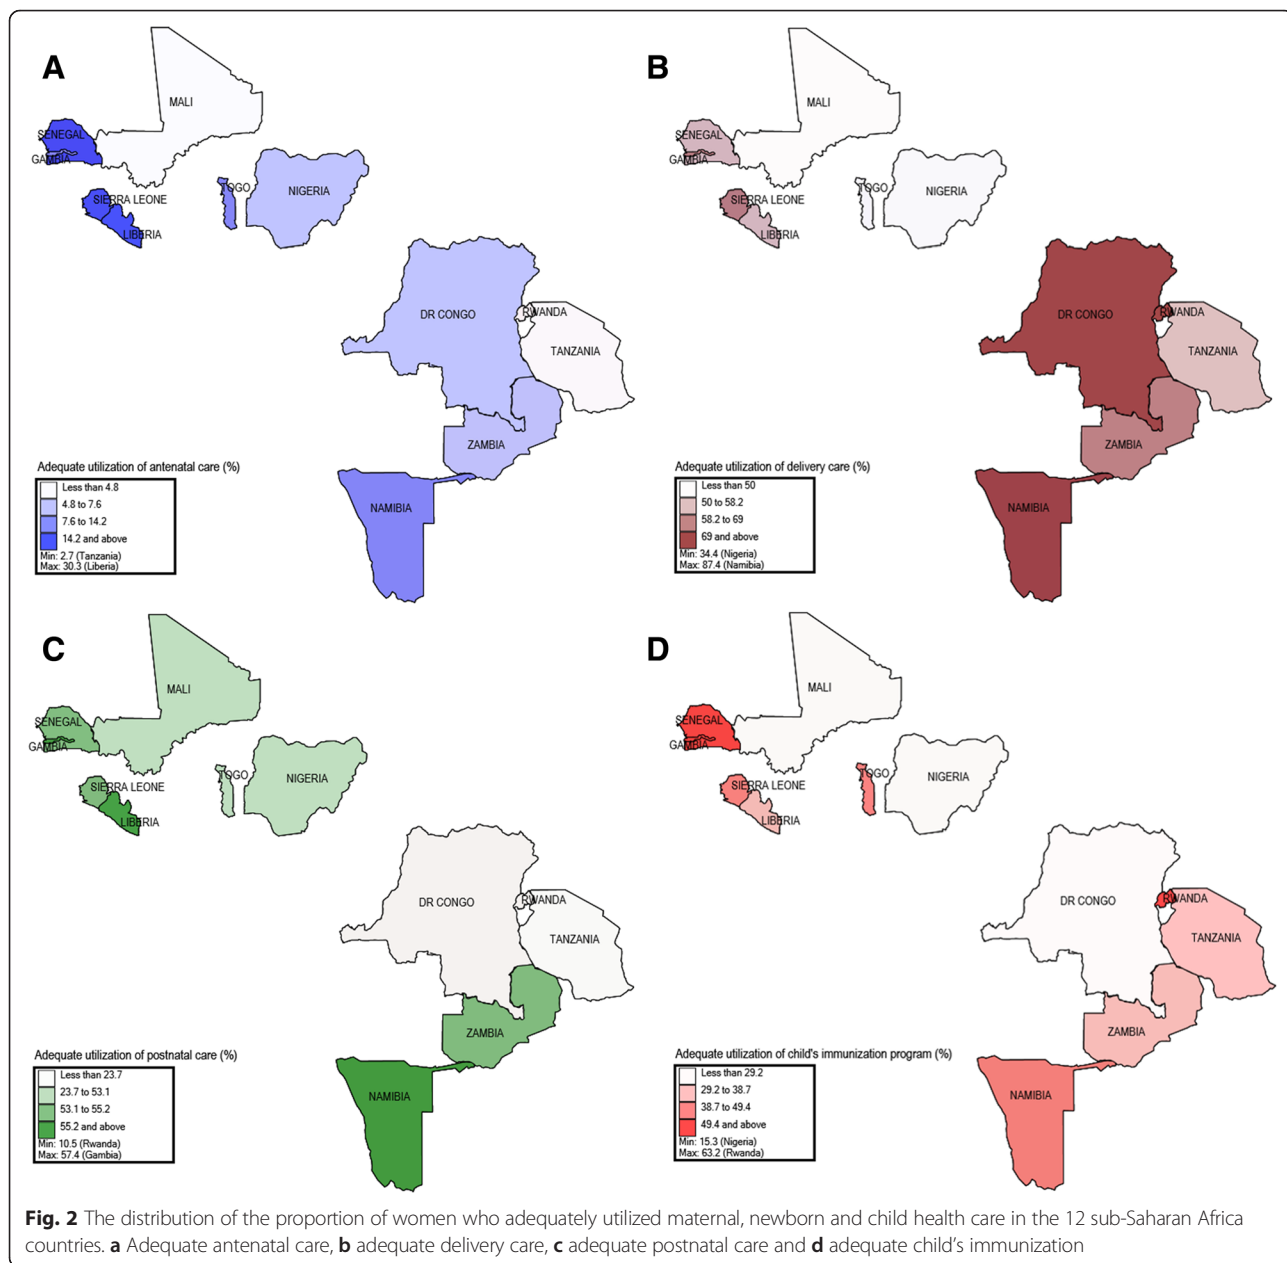 A
MALI
SENEGAL
GAMBIA
TOGO
NIGERIA
SIERRA LEONE
LIBERIA
DR CONGO
RWANDA
TANZANIA
ZAMBIA
NAMIBIA
Adequate utilization of antenatal care (%)
Less than 4.8
4.8 to 7.6
7.6 to 14.2
14.2 and above
Min: 2.7 (Tanzania)
Max: 30.3 (Liberia)
B
MALI
SENEGAL
GAMBIA
TOGO
NIGERIA
SIERRA LEONE
LIBERIA
DR CONGO
RWANDA
TANZANIA
ZAMBIA
NAMIBIA
Adequate utilization of delivery care (%)
Less than 50
50 to 58.2
58.2 to 69
69 and above
Min: 34.4 (Nigeria)
Max: 87.4 (Namibia)
C
MALI
SENEGAL
GAMBIA
TOGO
NIGERIA
SIERRA LEONE
LIBERIA
DR CONGO
RWANDA
TANZANIA
ZAMBIA
NAMIBIA
Adequate utilization of postnatal care (%)
Less than 23.7
23.7 to 53.1
53.1 to 55.2
55.2 and above
Min: 10.5 (Rwanda)
Max: 57.4 (Gambia)
D
MALI
SENEGAL
GAMBIA
TOGO
NIGERIA
SIERRA LEONE
LIBERIA
DR CONGO
RWANDA
TANZANIA
ZAMBIA
NAMIBIA
Adequate utilization of child's immunization program (%)
Less than 29.2
29.2 to 38.7
38.7 to 49.4
49.4 and above
Min: 15.3 (Nigeria)
Max: 63.2 (Rwanda)
Fig. 2 The distribution of the proportion of women who adequately utilized maternal, newborn and child health care in the 12 sub-Saharan Africa
countries. a Adequate antenatal care, b adequate delivery care, c adequate postnatal care and d adequate child's immunization